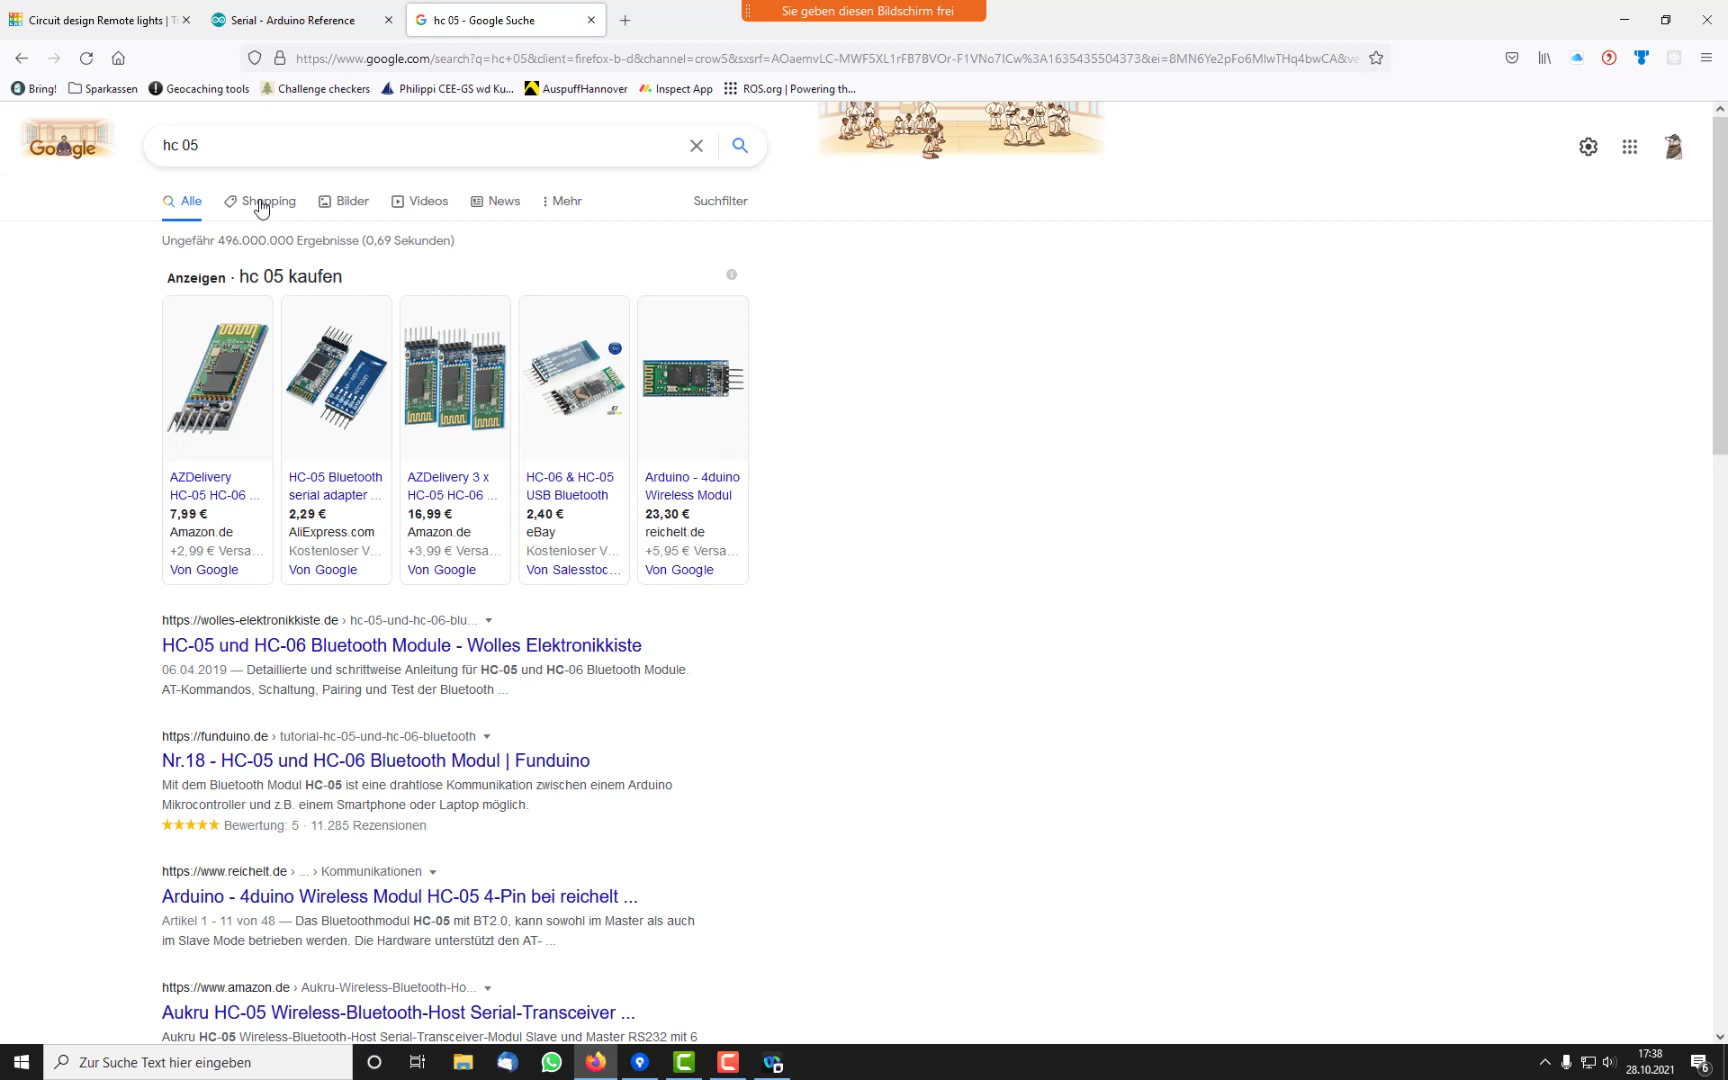 Sie geben diesen Bildschirm frei
Circuit design Remote lights | Ti
Serial - Arduino Reference
hc 05 - Google Suche
https://www.google.com/search?q=hc+05&client=firefox-b-d&channel=crow5&sxsrf=AOaemvLC-MWF5XL1rFB7BVOr-F1VNo7ICw%3A1635435504373&ei=8MN6Ye2pFo6MlwTHq4bwCA&ve
Bring! Sparkassen Geocaching tools Challenge checkers Philippi CEE-GS wd Ku... AuspuffHannover Inspect App ROS.org | Powering th...
Google
hc 05
Alle Shopping Bilder Videos News Mehr Suchfilter
Ungefähr 496.000.000 Ergebnisse (0,69 Sekunden)
Anzeigen · hc 05 kaufen
AZDelivery
HC-05 HC-06 ...
7,99 €
Amazon.de
+2,99 € Versa...
Von Google
HC-05 Bluetooth
serial adapter ...
2,29 €
AliExpress.com
Kostenloser V...
Von Google
AZDelivery 3 x
HC-05 HC-06 ...
16,99 €
Amazon.de
+3,99 € Versa...
Von Google
HC-06 & HC-05
USB Bluetooth
2,40 €
eBay
Kostenloser V...
Von Salesstoc...
Arduino - 4duino
Wireless Modul
23,30 €
reichelt.de
+5,95 € Versa...
Von Google
https://wolles-elektronikkiste.de › hc-05-und-hc-06-blu...
HC-05 und HC-06 Bluetooth Module - Wolles Elektronikkiste
06.04.2019 — Detaillierte und schrittweise Anleitung für HC-05 und HC-06 Bluetooth Module.
AT-Kommandos, Schaltung, Pairing und Test der Bluetooth ...
https://funduino.de › tutorial-hc-05-und-hc-06-bluetooth
Nr.18 - HC-05 und HC-06 Bluetooth Modul | Funduino
Mit dem Bluetooth Modul HC-05 ist eine drahtlose Kommunikation zwischen einem Arduino
Mikrocontroller und z.B. einem Smartphone oder Laptop möglich.
Bewertung: 5 · 11.285 Rezensionen
https://www.reichelt.de › ... › Kommunikationen
Arduino - 4duino Wireless Modul HC-05 4-Pin bei reichelt ...
Artikel 1 - 11 von 48 — Das Bluetoothmodul HC-05 mit BT2.0, kann sowohl im Master als auch
im Slave Mode betrieben werden. Die Hardware unterstützt den AT- ...
https://www.amazon.de › Aukru-Wireless-Bluetooth-Ho...
Aukru HC-05 Wireless-Bluetooth-Host Serial-Transceiver ...
Aukru HC-05 Wireless-Bluetooth-Host Serial-Transceiver-Modul Slave und Master RS232 mit 6
Zur Suche Text hier eingeben
17:38
28.10.2021
6